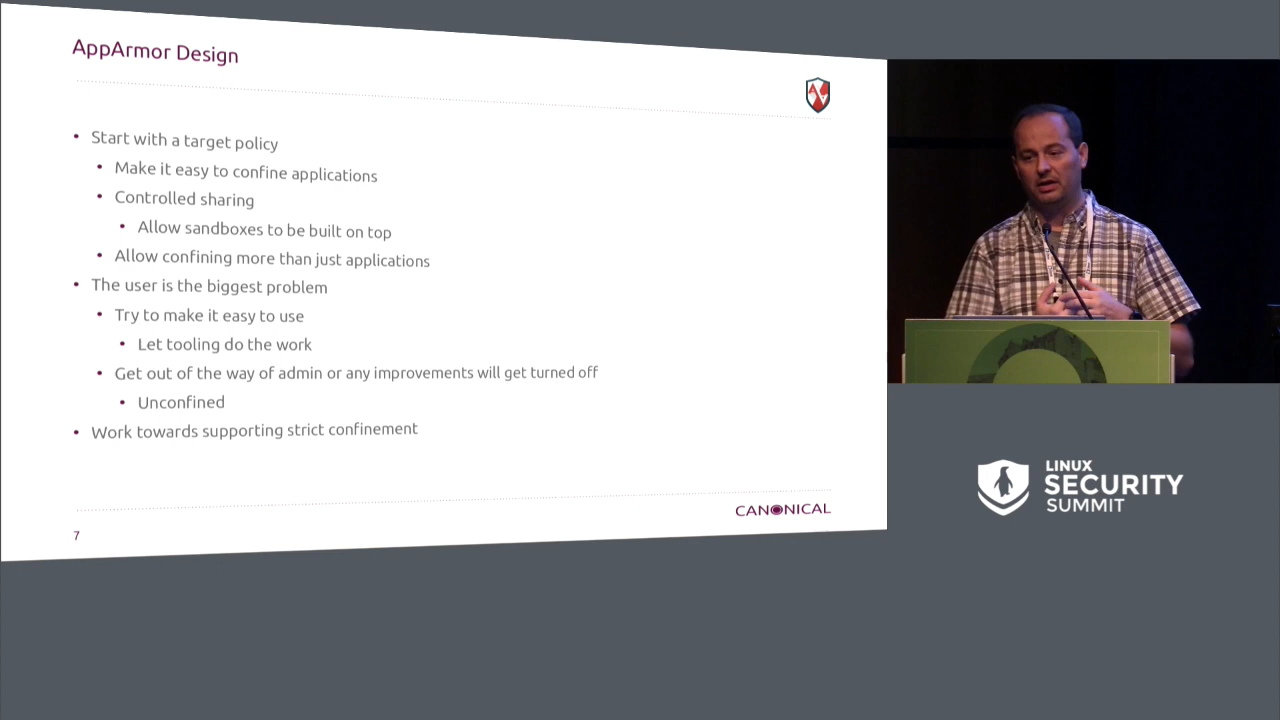 AppArmor Design
• Start with a target policy
• Make it easy to confine applications
• Controlled sharing
• Allow sandboxes to be built on top
• Allow confining more than just applications
• The user is the biggest problem
• Try to make it easy to use
• Let tooling do the work
• Get out of the way of admin or any improvements will get turned off
• Unconfined
• Work towards supporting strict confinement
CANONICAL
7
LINUX
SECURITY
SUMMIT